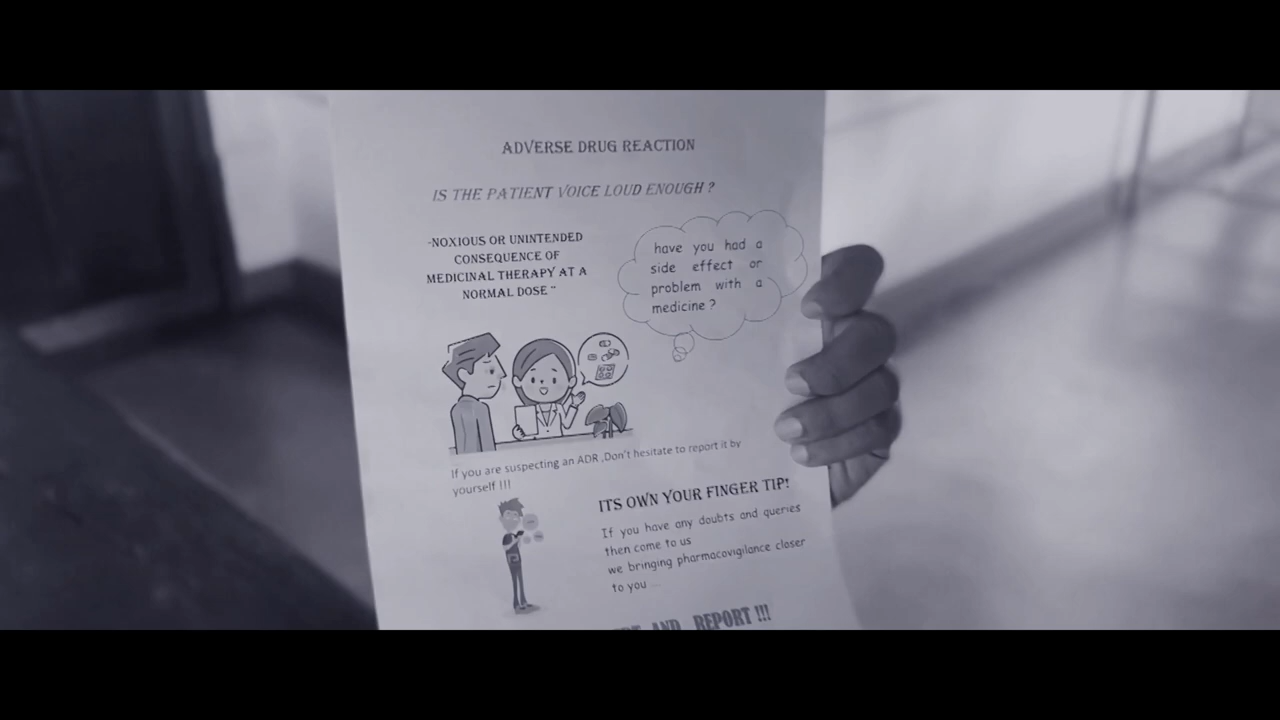 ADVERSE DRUG REACTION
IS THE PATIENT VOICE LOUD ENOUGH ?
-NOXIOUS OR UNINTENDED
CONSEQUENCE OF
MEDICINAL THERAPY AT A
NORMAL DOSE "
have you had a
side effect or
problem with a
medicine ?
If you are suspecting an ADR ,Don't hesitate to report it by
yourself !!!
ITS OWN YOUR FINGER TIP!
If you have any doubts and queries
then come to us
we bringing pharmacovigilance closer
to you ...
AND REPORT !!!